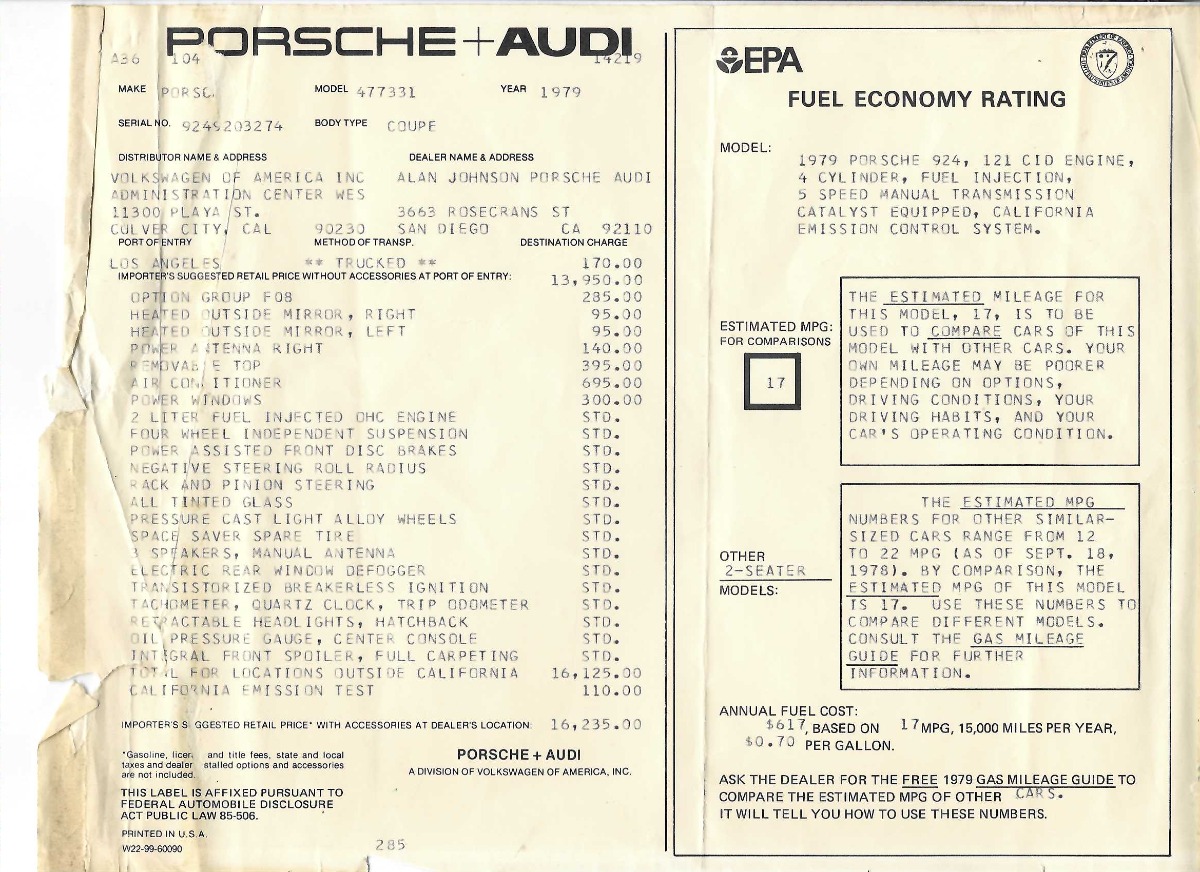 PORSCHE+AUDI
A36 104 14219
MAKE PORSC MODEL 477331 YEAR 1979
SERIAL NO. 9249203274 BODY TYPE COUPE
DISTRIBUTOR NAME & ADDRESS DEALER NAME & ADDRESS
VOLKSWAGEN OF AMERICA INC ALAN JOHNSON PORSCHE AUDI
ADMINISTRATION CENTER WES
11300 PLAYA ST. 3663 ROSECRANS ST
CULVER CITY, CAL 90230 SAN DIEGO CA 92110
PORT OF ENTRY METHOD OF TRANSP. DESTINATION CHARGE
LOS ANGELES ** TRUCKED ** 170.00
IMPORTER'S SUGGESTED RETAIL PRICE WITHOUT ACCESSORIES AT PORT OF ENTRY: 13,950.00
OPTION GROUP F08 285.00
HEATED OUTSIDE MIRROR, RIGHT 95.00
HEATED OUTSIDE MIRROR, LEFT 95.00
POWER ANTENNA RIGHT 140.00
REMOVABLE TOP 395.00
AIR CONDITIONER 695.00
POWER WINDOWS 300.00
2 LITER FUEL INJECTED OHC ENGINE STD.
FOUR WHEEL INDEPENDENT SUSPENSION STD.
POWER ASSISTED FRONT DISC BRAKES STD.
NEGATIVE STEERING ROLL RADIUS STD.
RACK AND PINION STEERING STD.
ALL TINTED GLASS STD.
PRESSURE CAST LIGHT ALLOY WHEELS STD.
SPACE SAVER SPARE TIRE STD.
3 SPEAKERS, MANUAL ANTENNA STD.
ELECTRIC REAR WINDOW DEFOGGER STD.
TRANSISTORIZED BREAKERLESS IGNITION STD.
TACHOMETER, QUARTZ CLOCK, TRIP ODOMETER STD.
RETRACTABLE HEADLIGHTS, HATCHBACK STD.
OIL PRESSURE GAUGE, CENTER CONSOLE STD.
INTEGRAL FRONT SPOILER, FULL CARPETING STD.
TOTAL FOR LOCATIONS OUTSIDE CALIFORNIA 16,125.00
CALIFORNIA EMISSION TEST 110.00
IMPORTER'S SUGGESTED RETAIL PRICE* WITH ACCESSORIES AT DEALER'S LOCATION: 16,235.00
*Gasoline, licen and title fees, state and local
taxes and dealer stalled options and accessories
are not included.
PORSCHE + AUDI
A DIVISION OF VOLKSWAGEN OF AMERICA, INC.
THIS LABEL IS AFFIXED PURSUANT TO
FEDERAL AUTOMOBILE DISCLOSURE
ACT PUBLIC LAW 85-506.
PRINTED IN U.S.A.
W22-99-60090
285
EPA
FUEL ECONOMY RATING
MODEL:
1979 PORSCHE 924, 121 CID ENGINE,
4 CYLINDER, FUEL INJECTION,
5 SPEED MANUAL TRANSMISSION
CATALYST EQUIPPED, CALIFORNIA
EMISSION CONTROL SYSTEM.
ESTIMATED MPG:
FOR COMPARISONS
17
THE ESTIMATED MILEAGE FOR
THIS MODEL, 17, IS TO BE
USED TO COMPARE CARS OF THIS
MODEL WITH OTHER CARS. YOUR
OWN MILEAGE MAY BE POORER
DEPENDING ON OPTIONS,
DRIVING CONDITIONS, YOUR
DRIVING HABITS, AND YOUR
CAR'S OPERATING CONDITION.
OTHER
2-SEATER
MODELS:
THE ESTIMATED MPG
NUMBERS FOR OTHER SIMILAR-
SIZED CARS RANGE FROM 12
TO 22 MPG (AS OF SEPT. 18,
1978). BY COMPARISON, THE
ESTIMATED MPG OF THIS MODEL
IS 17. USE THESE NUMBERS TO
COMPARE DIFFERENT MODELS.
CONSULT THE GAS MILEAGE
GUIDE FOR FURTHER
INFORMATION.
ANNUAL FUEL COST:
$617, BASED ON 17 MPG, 15,000 MILES PER YEAR,
$0.70 PER GALLON.
ASK THE DEALER FOR THE FREE 1979 GAS MILEAGE GUIDE TO
COMPARE THE ESTIMATED MPG OF OTHER CARS.
IT WILL TELL YOU HOW TO USE THESE NUMBERS.